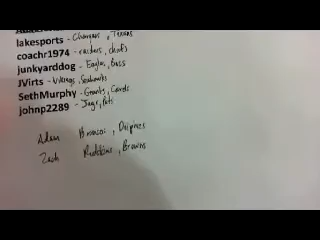 lakesports - Chargers, Texans
coachr1974 - raiders, chiefs
junkyarddog - Eagles, Bucs
JVirts - Vikings, Seahawks
SethMurphy - Giants, Cards
johnp2289 - Jags, Pats
Adam Broncos, Dolphines
Zach Redskins, Browns